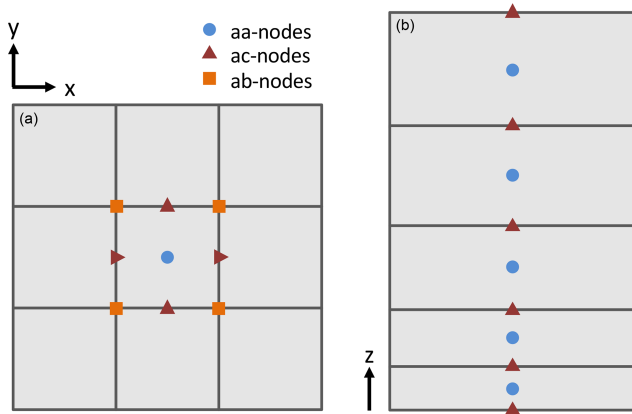 y
x
aa-nodes
ac-nodes
ab-nodes
(a)
(b)
z